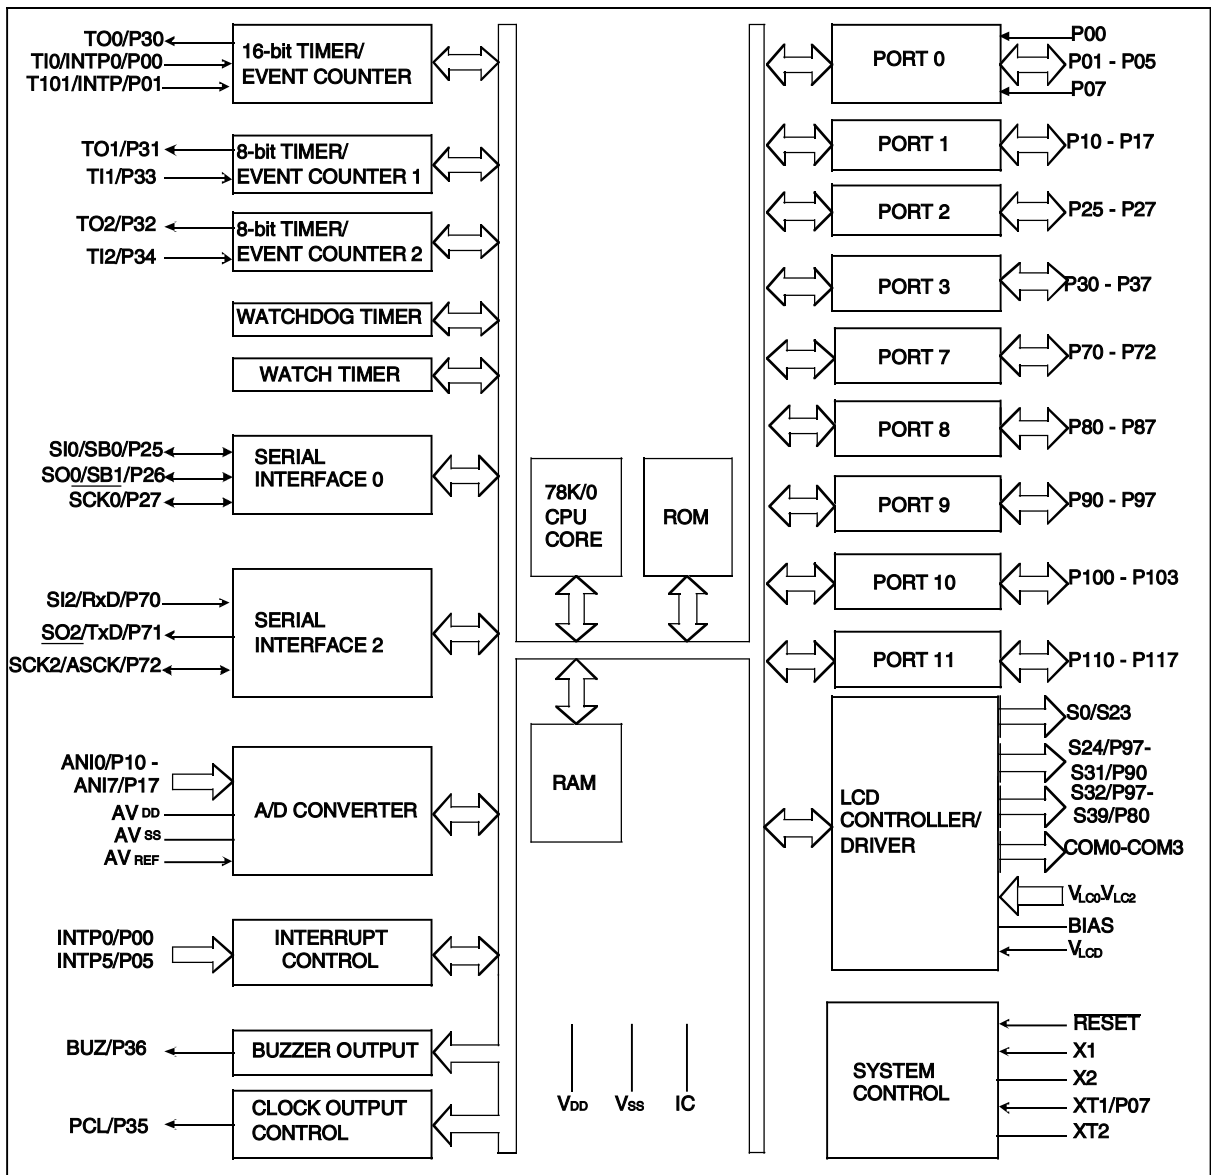 TO0/P30
TI0/INTP0/P00
T101/INTP/P01
16-bit TIMER/
EVENT COUNTER
TO1/P31
TI1/P33
8-bit TIMER/
EVENT COUNTER 1
TO2/P32
TI2/P34
8-bit TIMER/
EVENT COUNTER 2
WATCHDOG TIMER
WATCH TIMER
SI0/SB0/P25
SO0/SB1/P26
SCK0/P27
SERIAL
INTERFACE 0
SI2/RxD/P70
SO2/TxD/P71
SCK2/ASCK/P72
SERIAL
INTERFACE 2
ANI0/P10 -
ANI7/P17
AV DD
AV SS
AV REF
A/D CONVERTER
INTP0/P00
INTP5/P05
INTERRUPT
CONTROL
BUZ/P36
BUZZER OUTPUT
PCL/P35
CLOCK OUTPUT
CONTROL
78K/0
CPU
CORE
ROM
RAM
VDD
VSS
IC
PORT 0
P00
P01 - P05
P07
PORT 1
P10 - P17
PORT 2
P25 - P27
PORT 3
P30 - P37
PORT 7
P70 - P72
PORT 8
P80 - P87
PORT 9
P90 - P97
PORT 10
P100 - P103
PORT 11
P110 - P117
LCD
CONTROLLER/
DRIVER
S0/S23
S24/P97-
S31/P90
S32/P97-
S39/P80
COM0-COM3
VLC0-VLC2
BIAS
VLCD
SYSTEM
CONTROL
RESET
X1
X2
XT1/P07
XT2